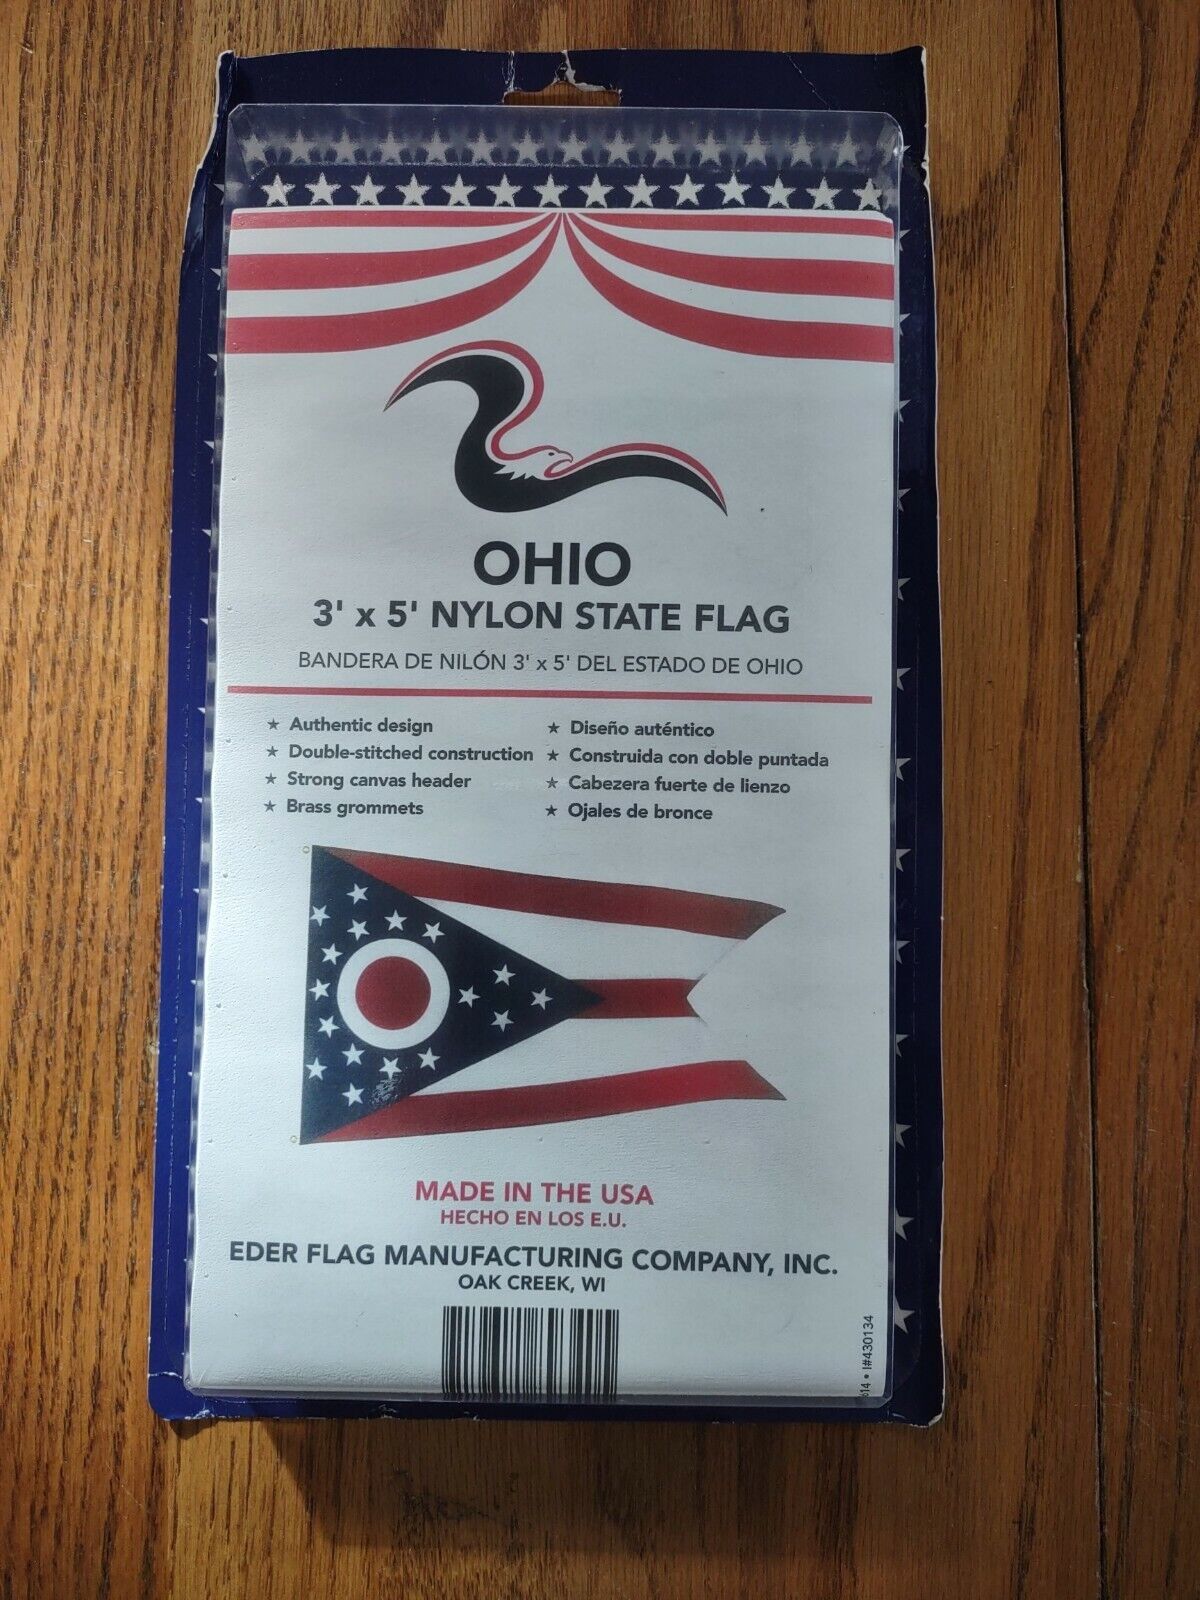 OHIO
3' x 5' NYLON STATE FLAG
BANDERA DE NILÓN 3' x 5' DEL ESTADO DE OHIO
★ Authentic design
★ Double-stitched construction
★ Strong canvas header
★ Brass grommets
★ Diseño auténtico
★ Construida con doble puntada
★ Cabezera fuerte de lienzo
★ Ojales de bronce
MADE IN THE USA
HECHO EN LOS E.U.
EDER FLAG MANUFACTURING COMPANY, INC.
OAK CREEK, WI
14 • I#430134